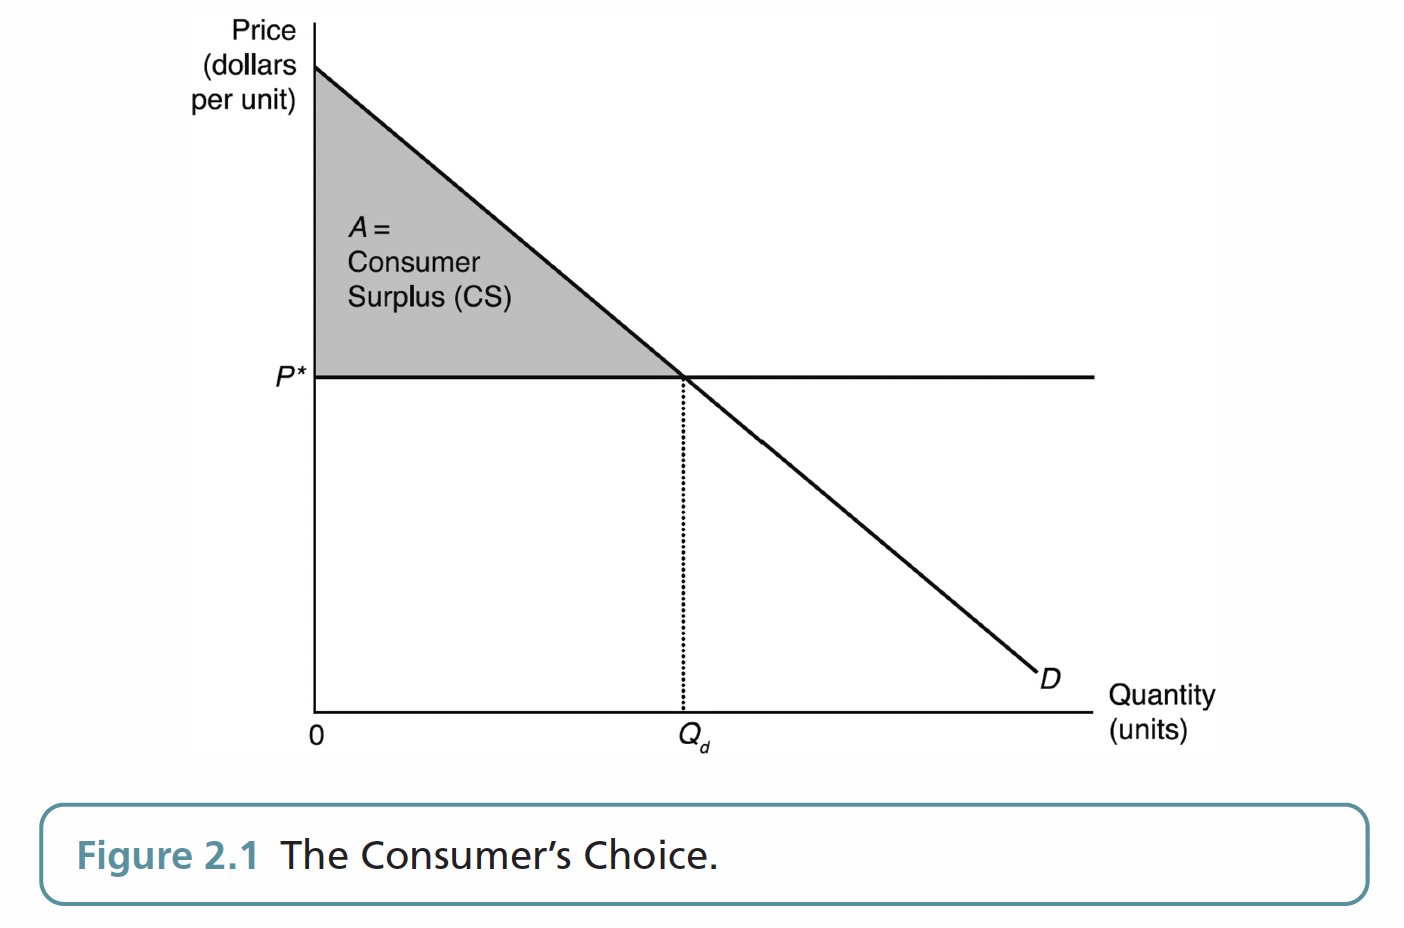 Price
(dollars
per unit)
A =
Consumer
Surplus (CS)
P*
D
Quantity
(units)
0
Q_d
Figure 2.1 The Consumer's Choice.